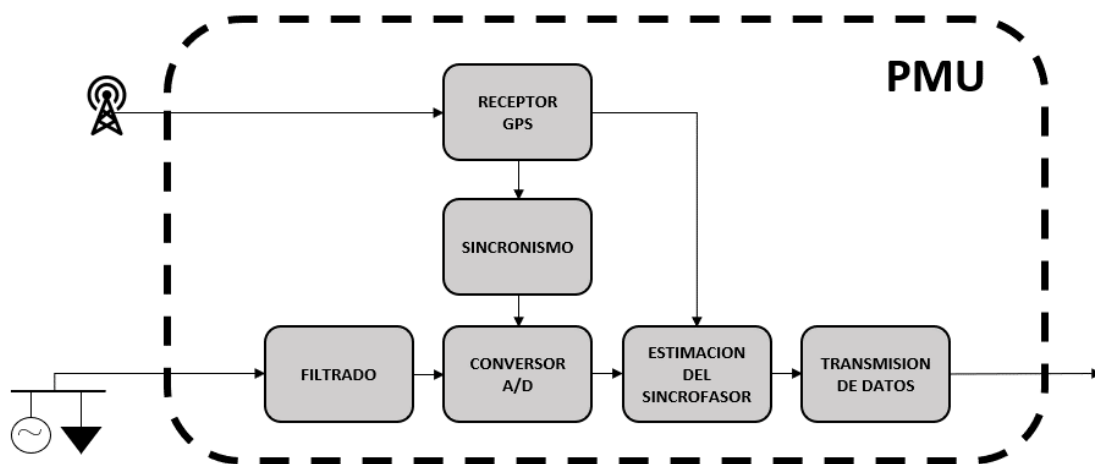 PMU
RECEPTOR
GPS
SINCRONISMO
FILTRADO
CONVERSOR
A/D
ESTIMACION
DEL
SINCROFASOR
TRANSMISION
DE DATOS